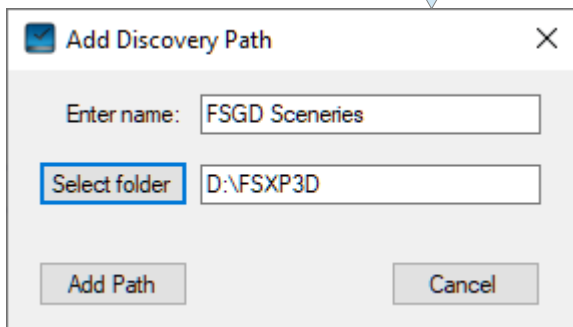 Add Discovery Path
Enter name: FSGD Sceneries
Select folder D:\FSXP3D
Add Path Cancel